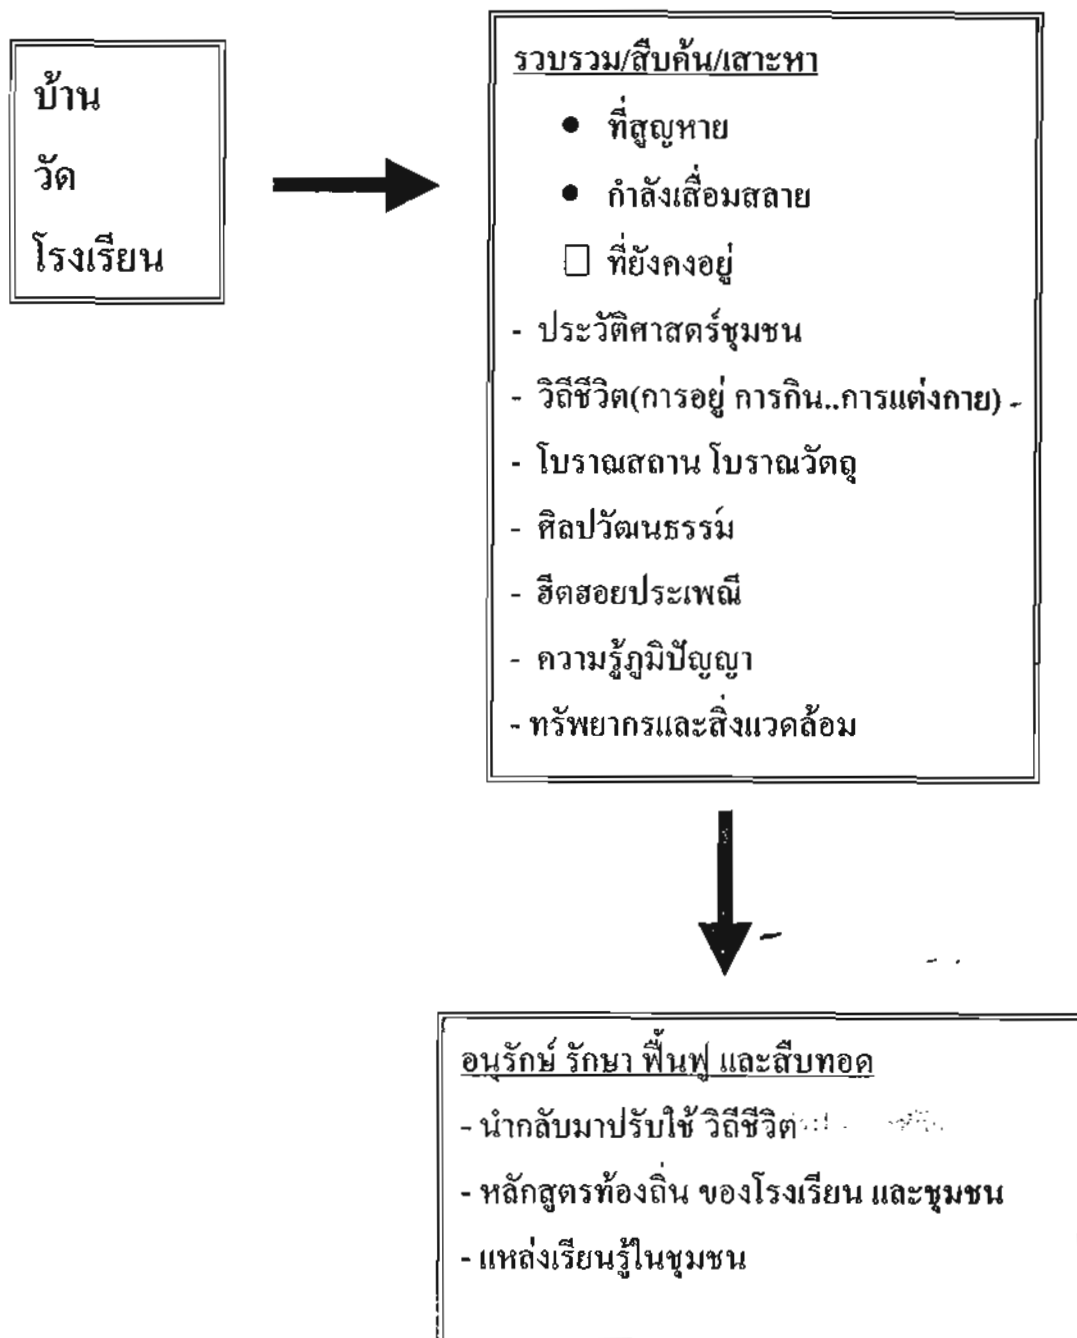 บ้าน
วัด
โรงเรียน
รวบรวม/สืบค้น/เสาะหา
● ที่สูญหาย
● กำลังเสื่อมสลาย
□ ที่ยังคงอยู่
- ประวัติศาสตร์ชุมชน
- วิถีชีวิต(การอยู่ การกิน..การแต่งกาย)
- โบราณสถาน โบราณวัตถุ
- ศิลปวัฒนธรรม
- ฮีตฮอยประเพณี
- ความรู้ภูมิปัญญา
- ทรัพยากรและสิ่งแวดล้อม
อนุรักษ์ รักษา ฟื้นฟู และสืบทอด
- นำกลับมาปรับใช้ วิถีชีวิต
- หลักสูตรท้องถิ่น ของโรงเรียน และชุมชน
- แหล่งเรียนรู้ในชุมชน